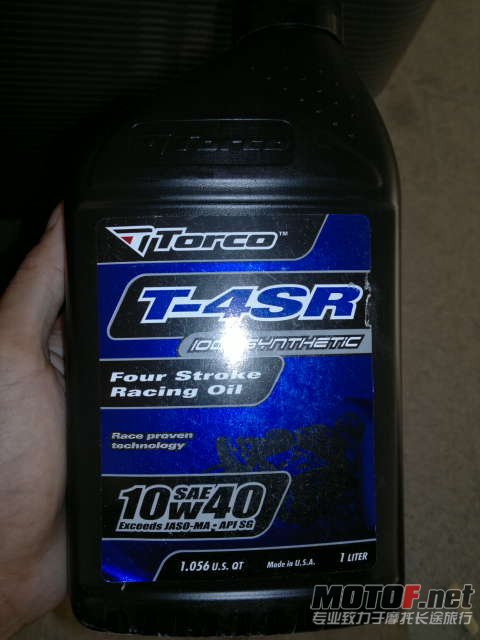 Torco
Torco™
T-4SR
100% SYNTHETIC
Four Stroke
Racing Oil
Race proven
technology
SAE
10W40
Exceeds JASO-MA - API SG
1.056 U.S. QT Made in U.S.A. 1 LITER
MOTOF.net
专业致力于摩托长途旅行